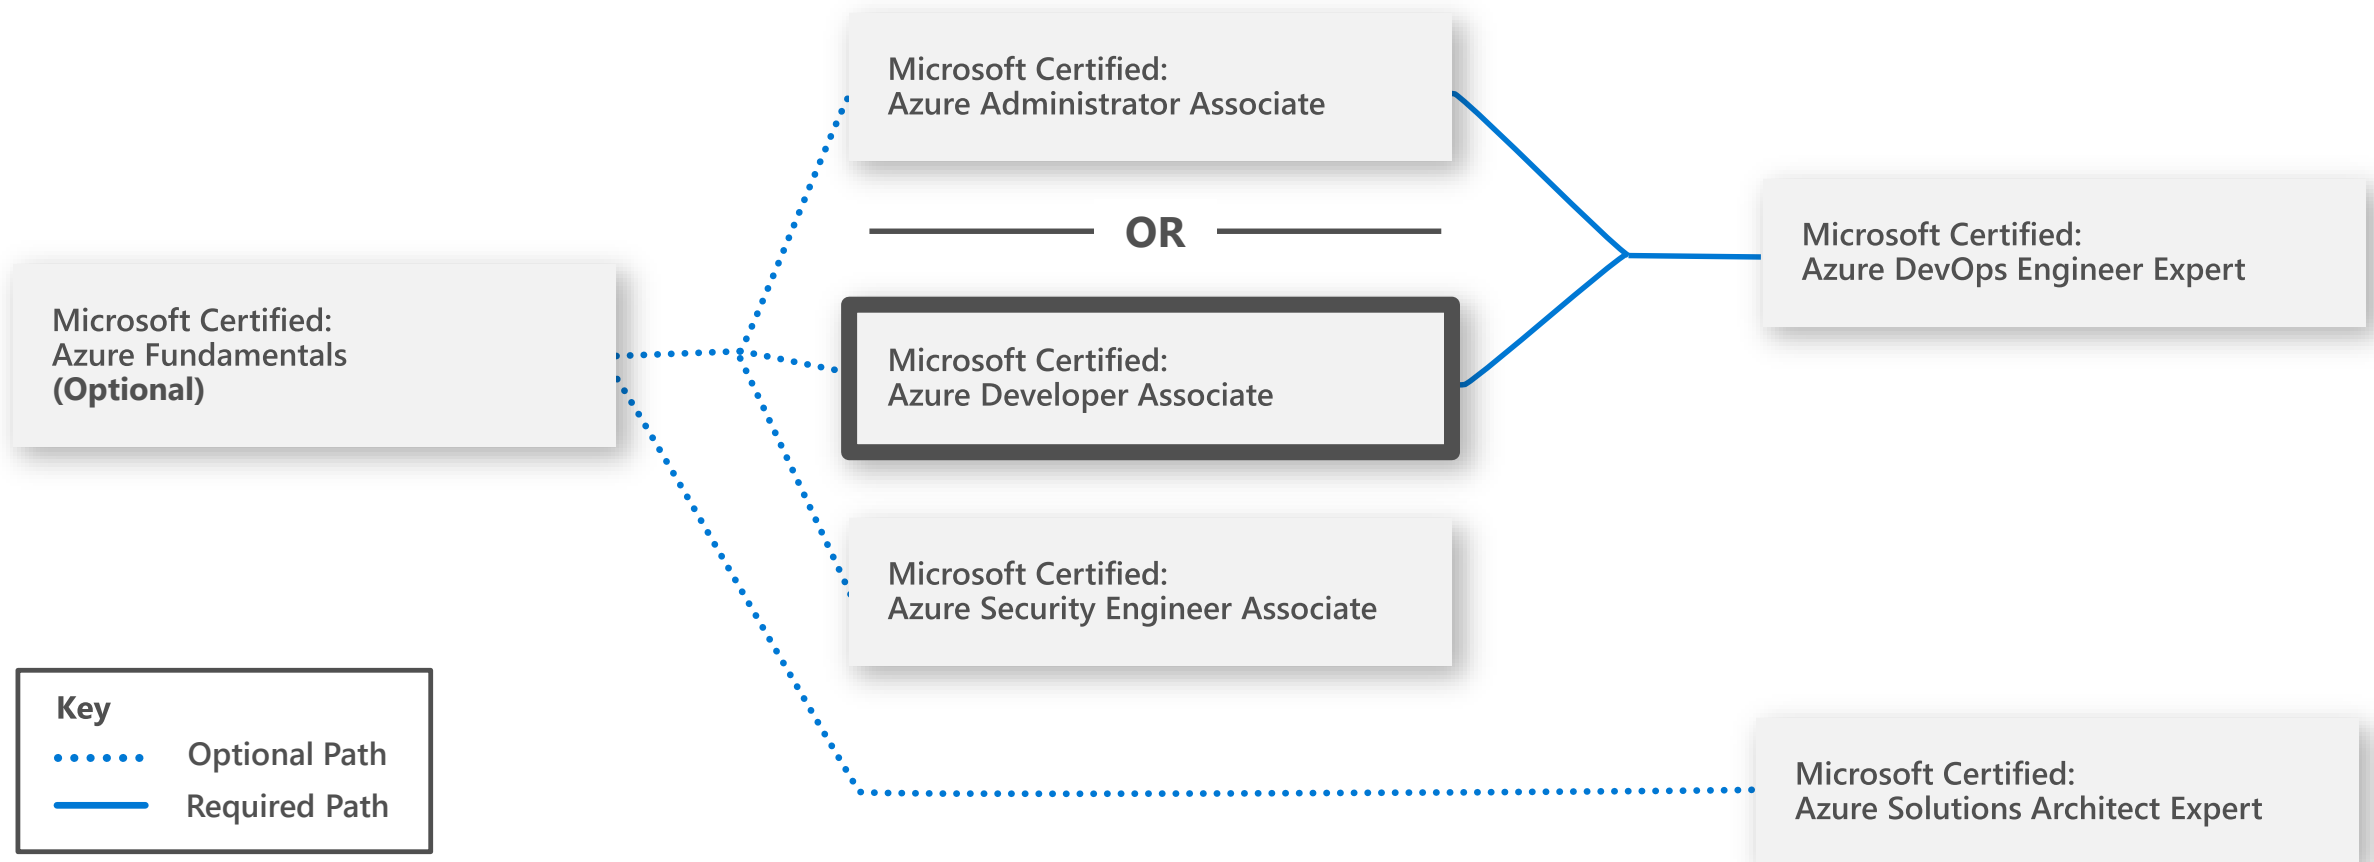 Microsoft Certified:
Azure Fundamentals
(Optional)
Microsoft Certified:
Azure Administrator Associate
OR
Microsoft Certified:
Azure Developer Associate
Microsoft Certified:
Azure Security Engineer Associate
Microsoft Certified:
Azure DevOps Engineer Expert
Microsoft Certified:
Azure Solutions Architect Expert
Key
Optional Path
Required Path